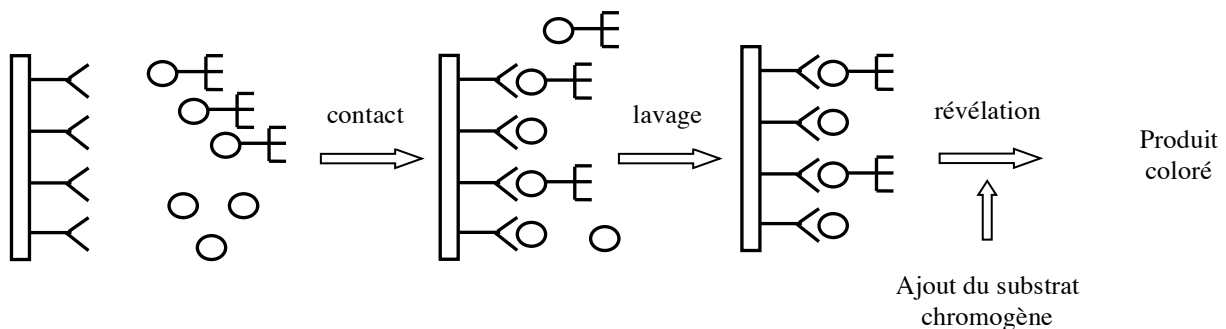 contact
lavage
révélation
Produit
coloré
Ajout du substrat
chromogène